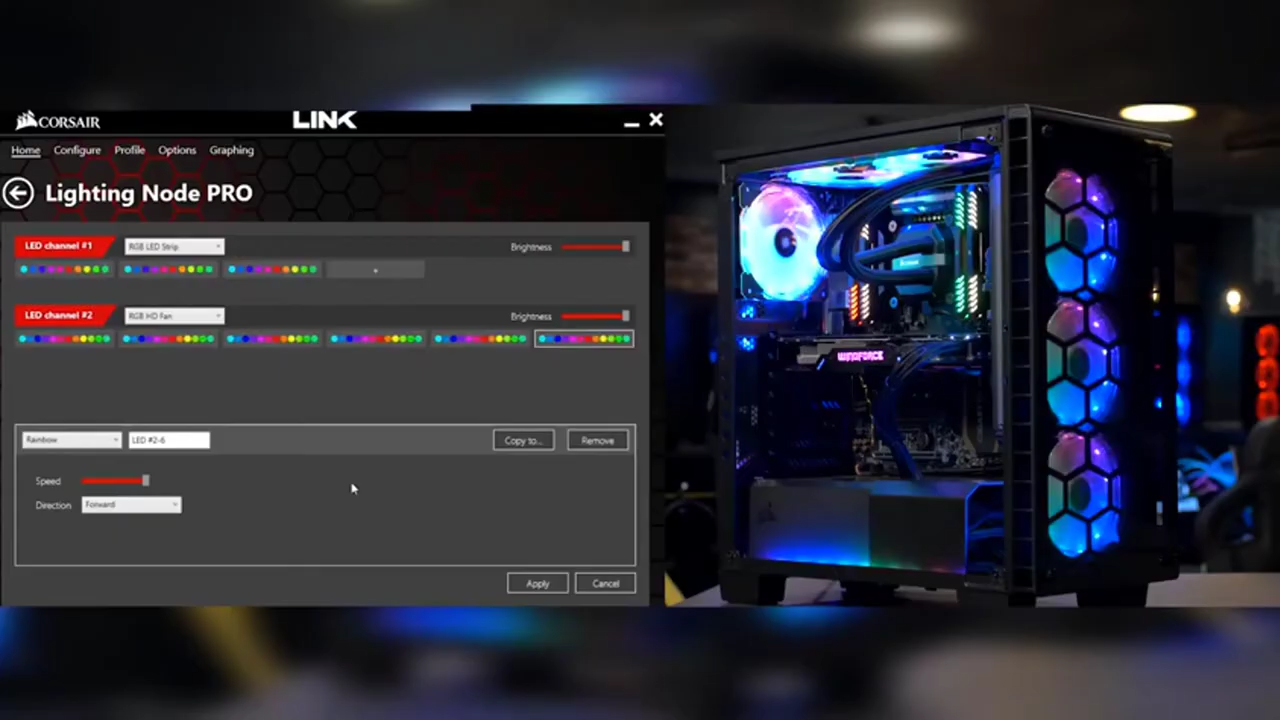 CORSAIR
LINK
Home Configure Profile Options Graphing
Lighting Node PRO
LED channel #1 RGB LED Strip Brightness
+
LED channel #2 RGB HD Fan Brightness
Rainbow LED #2-6 Copy to... Remove
Speed
Direction Forward
Apply Cancel
WINDFORCE